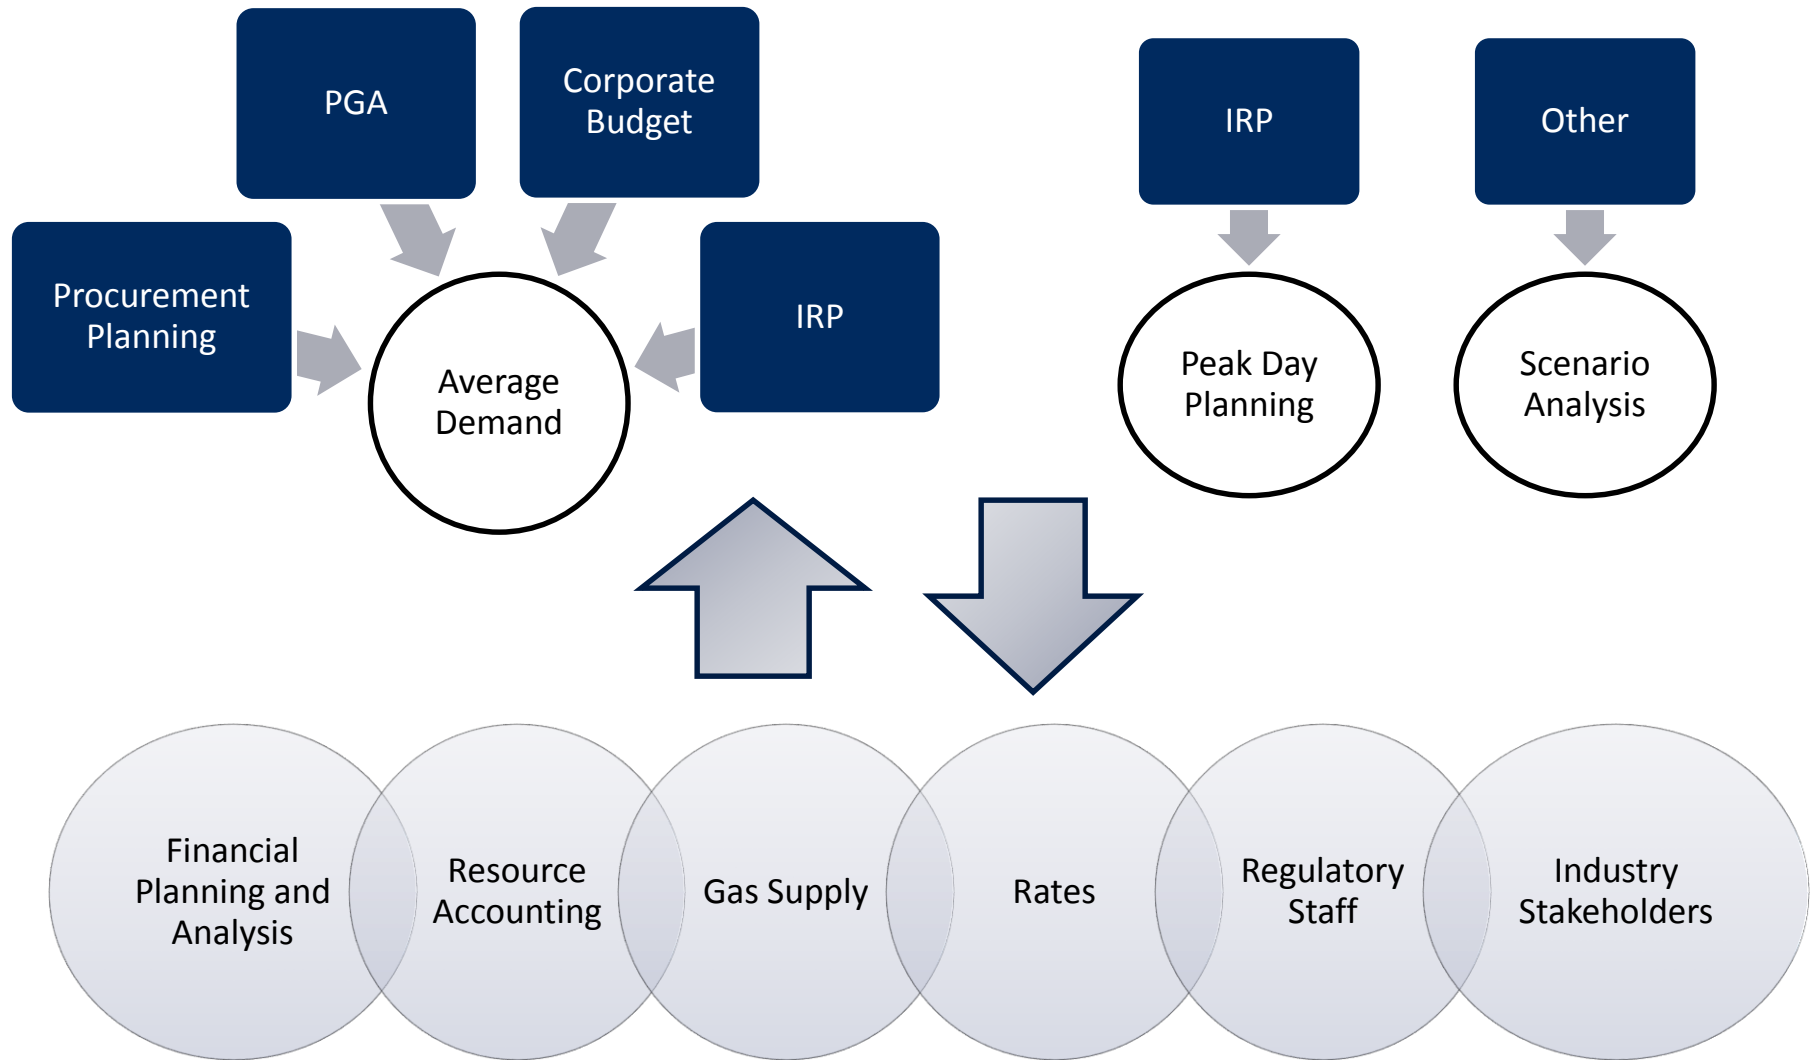 PGA
Corporate
Budget
Procurement
Planning
IRP
Average
Demand
IRP
Other
Peak Day
Planning
Scenario
Analysis
Financial
Planning and
Analysis
Resource
Accounting
Gas Supply
Rates
Regulatory
Staff
Industry
Stakeholders